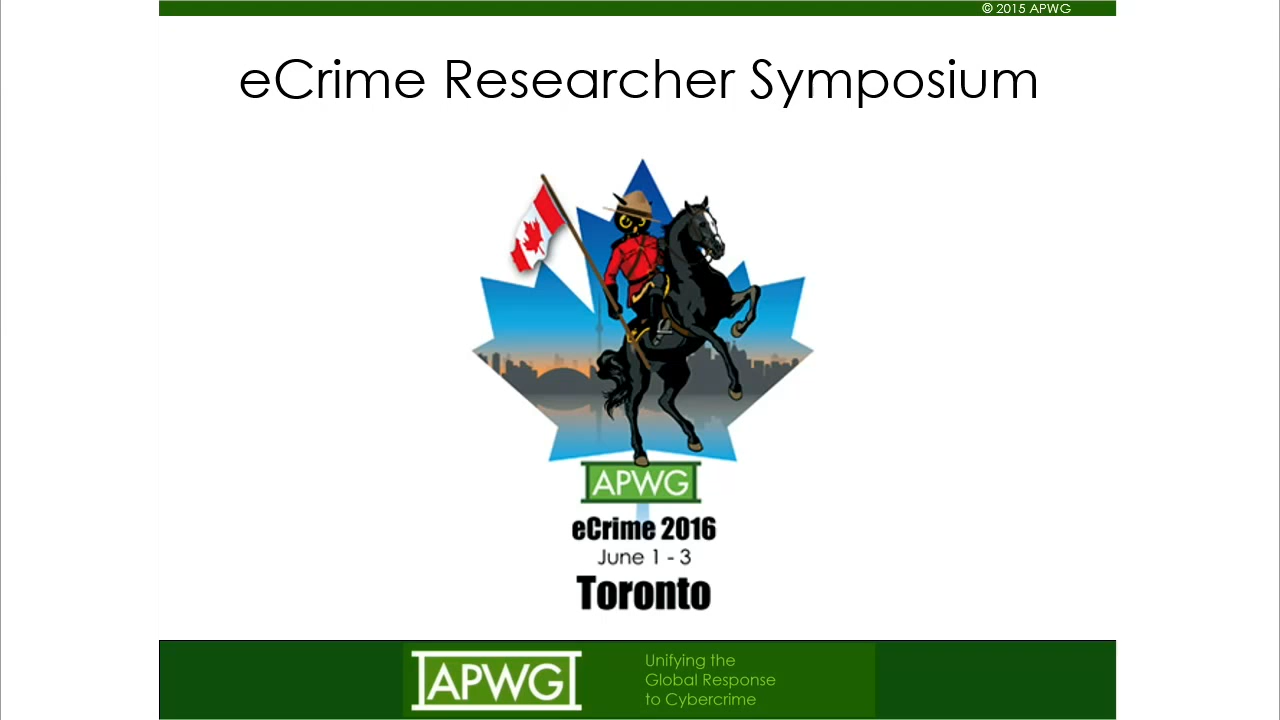 © 2015 APWG
eCrime Researcher Symposium
APWG
eCrime 2016
June 1 - 3
Toronto
APWG
Unifying the
Global Response
to Cybercrime